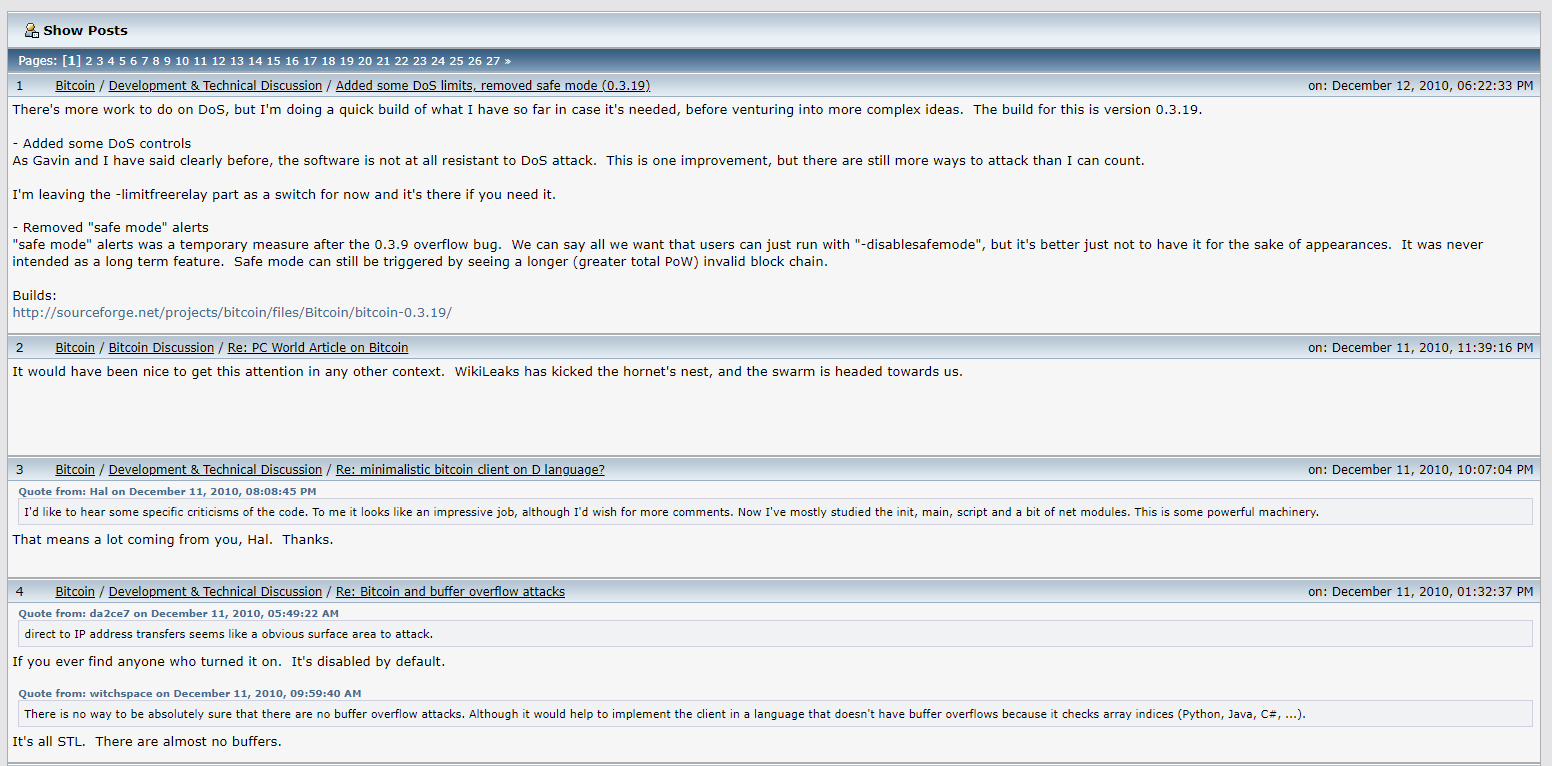 Show Posts
Pages: [1] 2 3 4 5 6 7 8 9 10 11 12 13 14 15 16 17 18 19 20 21 22 23 24 25 26 27 »
1 Bitcoin / Development & Technical Discussion / Added some DoS limits, removed safe mode (0.3.19) on: December 12, 2010, 06:22:33 PM
There's more work to do on DoS, but I'm doing a quick build of what I have so far in case it's needed, before venturing into more complex ideas.  The build for this is version 0.3.19.
- Added some DoS controls
As Gavin and I have said clearly before, the software is not at all resistant to DoS attack.  This is one improvement, but there are still more ways to attack than I can count.
I'm leaving the -limitfreerelay part as a switch for now and it's there if you need it.
- Removed "safe mode" alerts
"safe mode" alerts was a temporary measure after the 0.3.9 overflow bug.  We can say all we want that users can just run with "-disablesafemode", but it's better just not to have it for the sake of appearances.  It was never
intended as a long term feature.  Safe mode can still be triggered by seeing a longer (greater total PoW) invalid block chain.
Builds:
http://sourceforge.net/projects/bitcoin/files/Bitcoin/bitcoin-0.3.19/
2 Bitcoin / Bitcoin Discussion / Re: PC World Article on Bitcoin on: December 11, 2010, 11:39:16 PM
It would have been nice to get this attention in any other context.  WikiLeaks has kicked the hornet's nest, and the swarm is headed towards us.
3 Bitcoin / Development & Technical Discussion / Re: minimalistic bitcoin client on D language? on: December 11, 2010, 10:07:04 PM
Quote from: Hal on December 11, 2010, 08:08:45 PM
I'd like to hear some specific criticisms of the code. To me it looks like an impressive job, although I'd wish for more comments. Now I've mostly studied the init, main, script and a bit of net modules. This is some powerful machinery.
That means a lot coming from you, Hal.  Thanks.
4 Bitcoin / Development & Technical Discussion / Re: Bitcoin and buffer overflow attacks on: December 11, 2010, 01:32:37 PM
Quote from: da2ce7 on December 11, 2010, 05:49:22 AM
direct to IP address transfers seems like a obvious surface area to attack.
If you ever find anyone who turned it on.  It's disabled by default.
Quote from: witchspace on December 11, 2010, 09:59:40 AM
There is no way to be absolutely sure that there are no buffer overflow attacks. Although it would help to implement the client in a language that doesn't have buffer overflows because it checks array indices (Python, Java, C#, ...).
It's all STL.  There are almost no buffers.